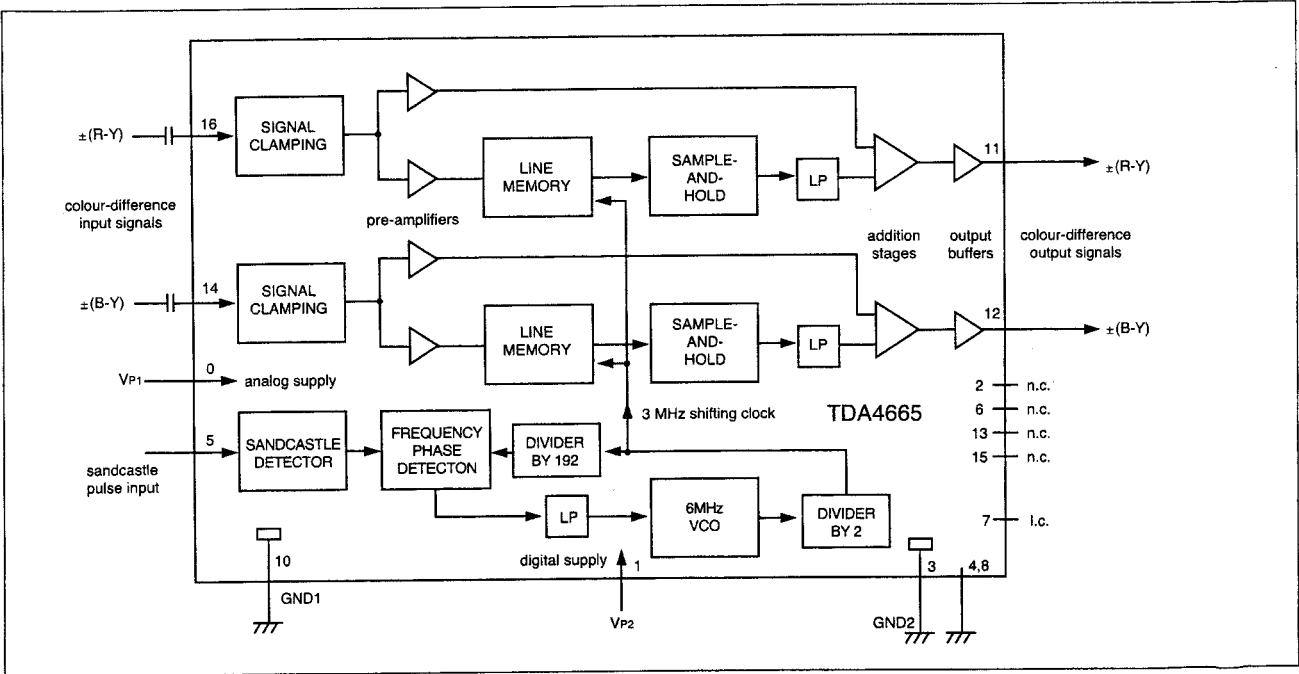 16
±(R-Y)
SIGNAL
CLAMPING
LINE
MEMORY
SAMPLE-
AND-
HOLD
LP
11
±(R-Y)
colour-difference
input signals
pre-amplifiers
addition
stages
output
buffers
colour-difference
output signals
14
±(B-Y)
SIGNAL
CLAMPING
LINE
MEMORY
SAMPLE-
AND-
HOLD
LP
12
±(B-Y)
VP1
0
analog supply
2
n.c.
6
n.c.
13
n.c.
15
n.c.
3 MHz shifting clock
TDA4665
5
sandcastle
pulse input
SANDCASTLE
DETECTOR
FREQUENCY
PHASE
DETECTON
DIVIDER
BY 192
LP
6MHz
VCO
DIVIDER
BY 2
7
I.c.
digital supply
1
10
GND1
VP2
3
4,8
GND2